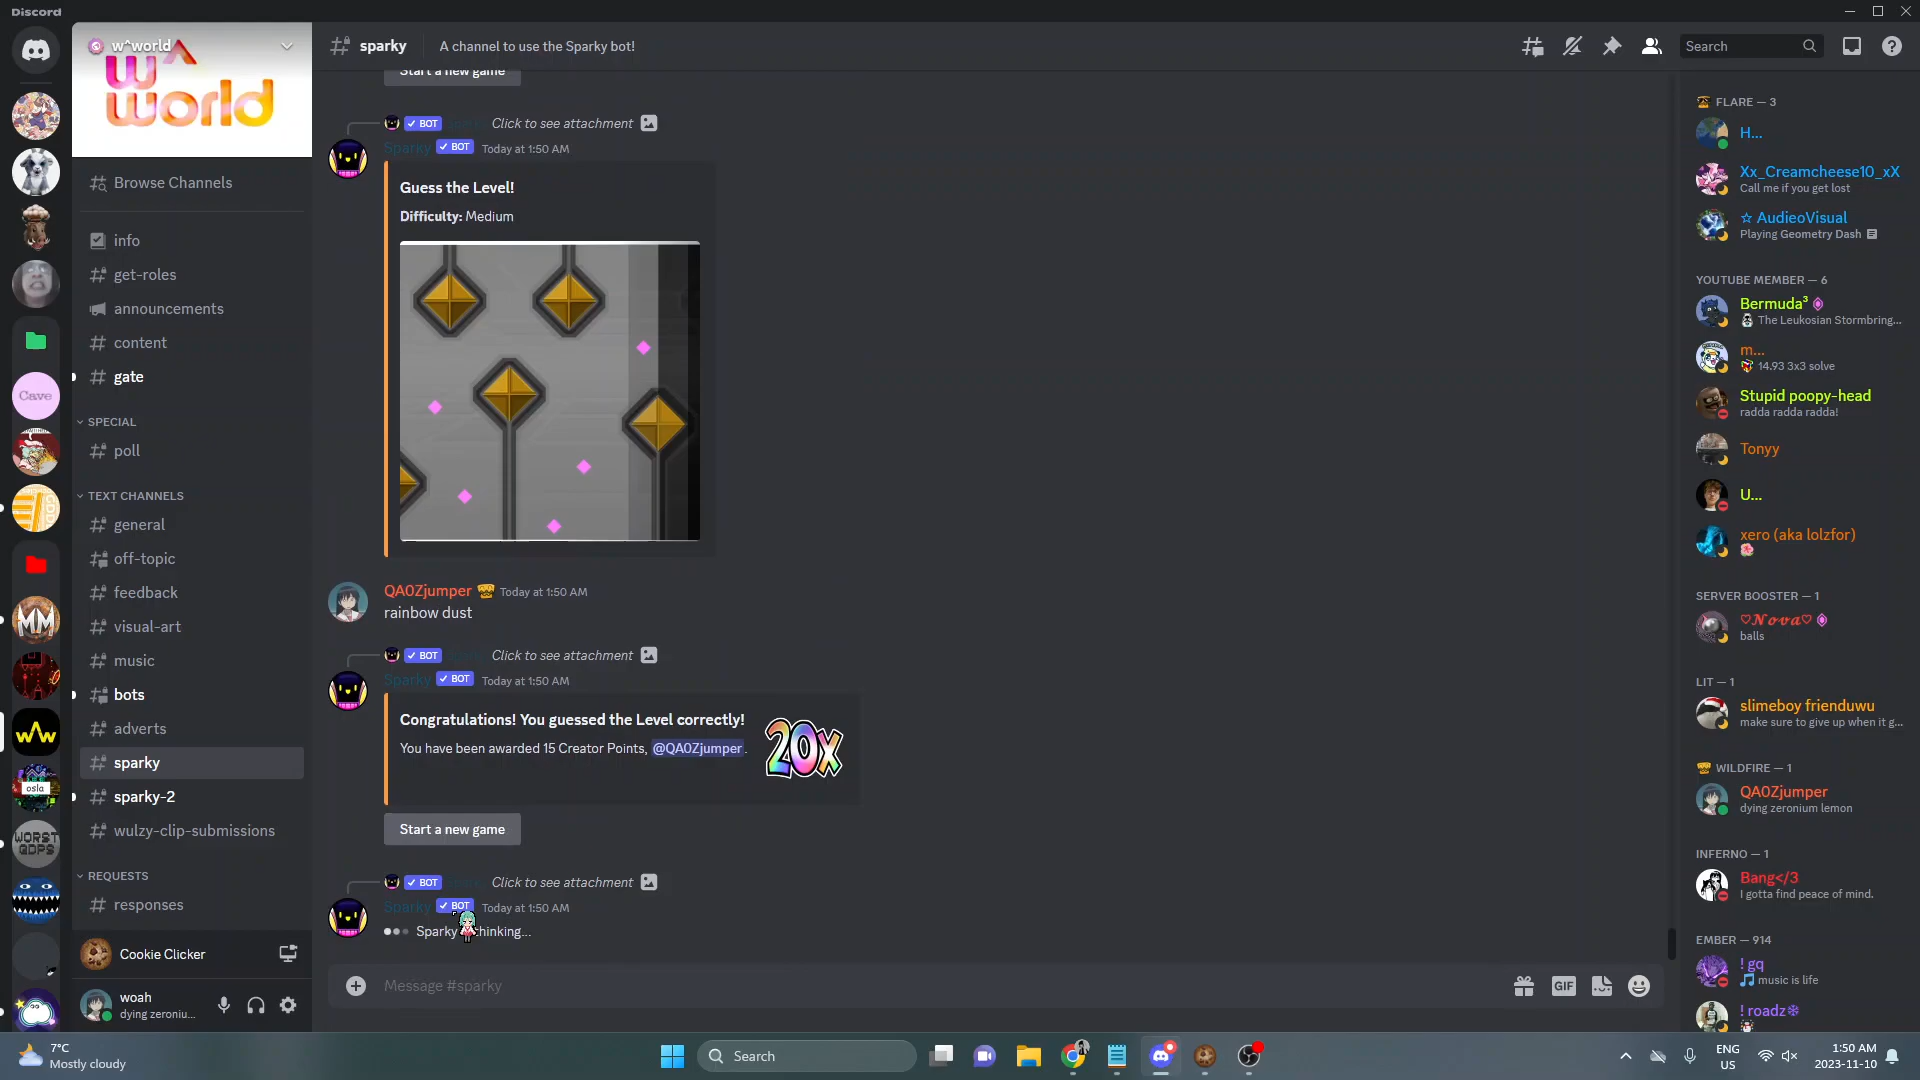 Discord
w^world
w^
world
Browse Channels
info
get-roles
announcements
content
gate
SPECIAL
poll
TEXT CHANNELS
general
off-topic
feedback
visual-art
music
bots
adverts
sparky
sparky-2
wulzy-clip-submissions
REQUESTS
responses
Cookie Clicker
woah
dying zeroniu...
Cave
osla
WORST
GDPS
sparky
A channel to use the Sparky bot!
Search
Start a new game
BOT
Click to see attachment
Sparky
BOT
Today at 1:50 AM
Guess the Level!
Difficulty: Medium
QA0Zjumper
Today at 1:50 AM
rainbow dust
BOT
Click to see attachment
Sparky
BOT
Today at 1:50 AM
Congratulations! You guessed the Level correctly!
You have been awarded 15 Creator Points, @QA0Zjumper.
20x
Start a new game
BOT
Click to see attachment
Sparky
BOT
Today at 1:50 AM
Sparky
thinking...
Message #sparky
GIF
FLARE — 3
H...
Xx_Creamcheese10_xX
Call me if you get lost
☆ AudieoVisual
Playing Geometry Dash
YOUTUBE MEMBER — 6
Bermuda³
The Leukosian Stormbring...
m...
14.93 3x3 solve
Stupid poopy-head
radda radda radda!
Tonyy
U...
xero (aka lolzfor)
SERVER BOOSTER — 1
♡𝓝𝓸𝓿𝓪♡
balls
LIT — 1
slimeboy frienduwu
make sure to give up when it g...
WILDFIRE — 1
QA0Zjumper
dying zeronium lemon
INFERNO — 1
Bang</3
I gotta find peace of mind.
EMBER — 914
! gq
🎵 music is life
! roadz❄
7°C
Mostly cloudy
Search
ENG
US
1:50 AM
2023-11-10